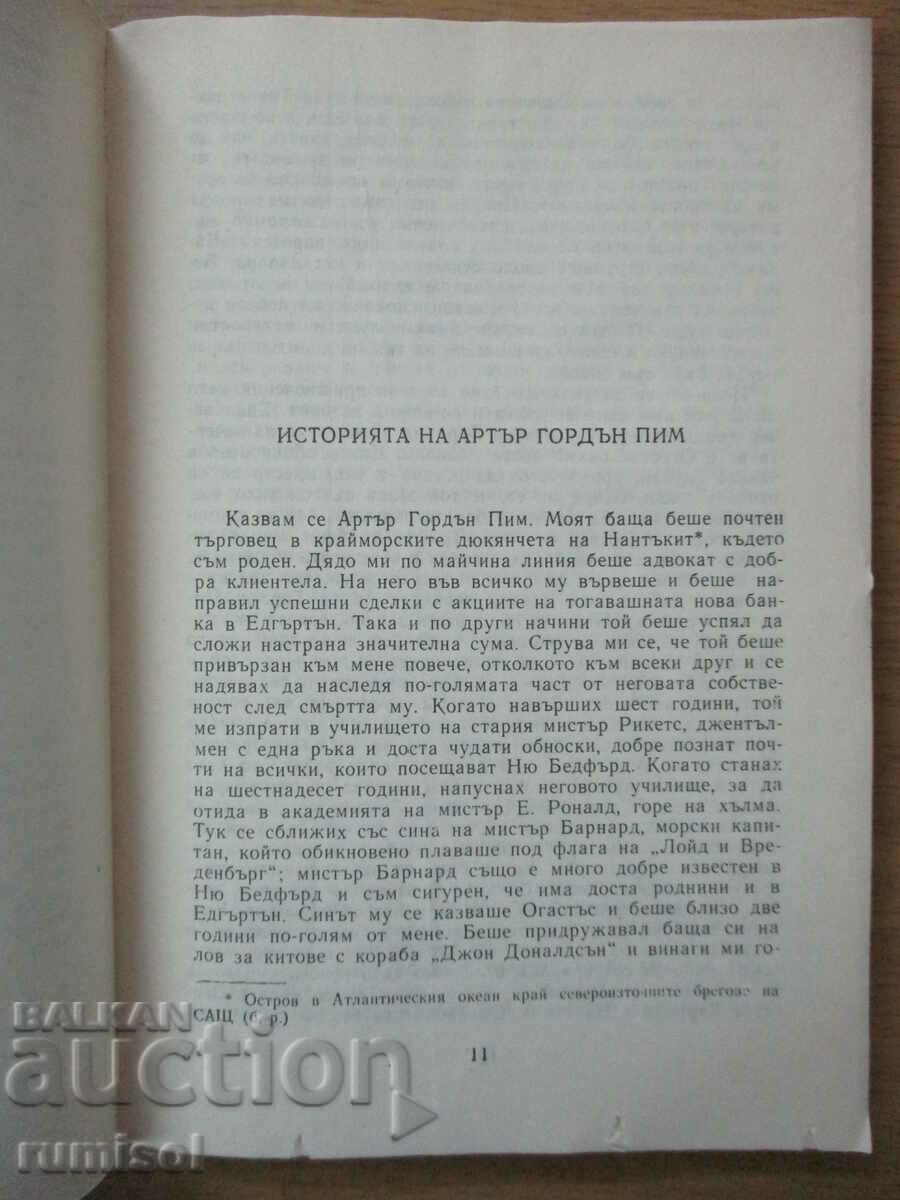 ИСТОРИЯТА НА АРТЪР ГОРДЪН ПИМ
Казвам се Артър Гордън Пим. Моят баща беше почтен
търговец в крайморските дюкянчета на Нантъкит*, където
съм роден. Дядо ми по майчина линия беше адвокат с доб-
ра клиентела. На него във всичко му вървеше и беше на-
правил успешни сделки с акциите на тогавашната нова бан-
ка в Едгъртън. Така и по други начини той беше успял да
сложи настрана значителна сума. Струва ми се, че той беше
привързан към мене повече, отколкото към всеки друг и се
надявах да наследя по-голямата част от неговата собстве-
ност след смъртта му. Когато навърших шест години, той
ме изпрати в училището на стария мистър Рикетс, джентъл-
мен с една ръка и доста чудати обноски, добре познат поч-
ти на всички, които посещават Ню Бедфърд. Когато станах
на шестнадесет години, напуснах неговото училище, за да
отида в академията на мистър Е. Роналд, горе на хълма.
Тук се сближих със сина на мистър Барнард, морски капи-
тан, който обикновено плаваше под флага на „Лойд и Вре-
денбърг“; мистър Барнард също е много добре известен в
Ню Бедфърд и съм сигурен, че има доста роднини и в
Едгъртън. Синът му се казваше Огастъс и беше близо две
години по-голям от мене. Беше придружавал баща си на
лов за китове с кораба „Джон Доналдсън“ и винаги ми го-
* Остров в Атлантическия океан край североизточните брегове на
САЩ (б. р.)
11
BALKAN
auction
rumisol